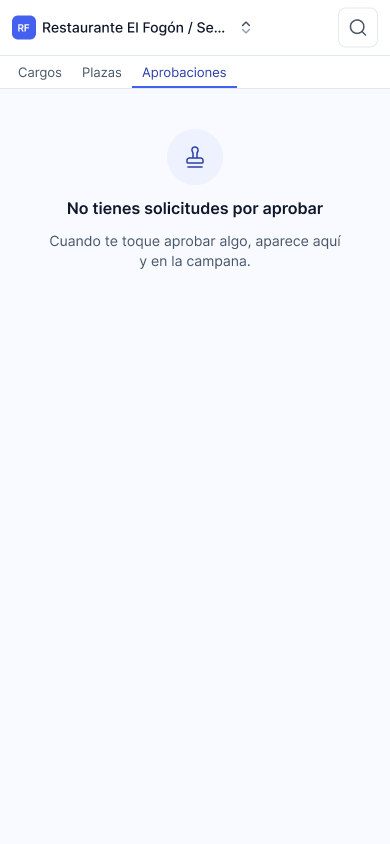 RF Restaurante El Fogón / Se...
Cargos Plazas Aprobaciones
No tienes solicitudes por aprobar
Cuando te toque aprobar algo, aparece aquí
y en la campana.